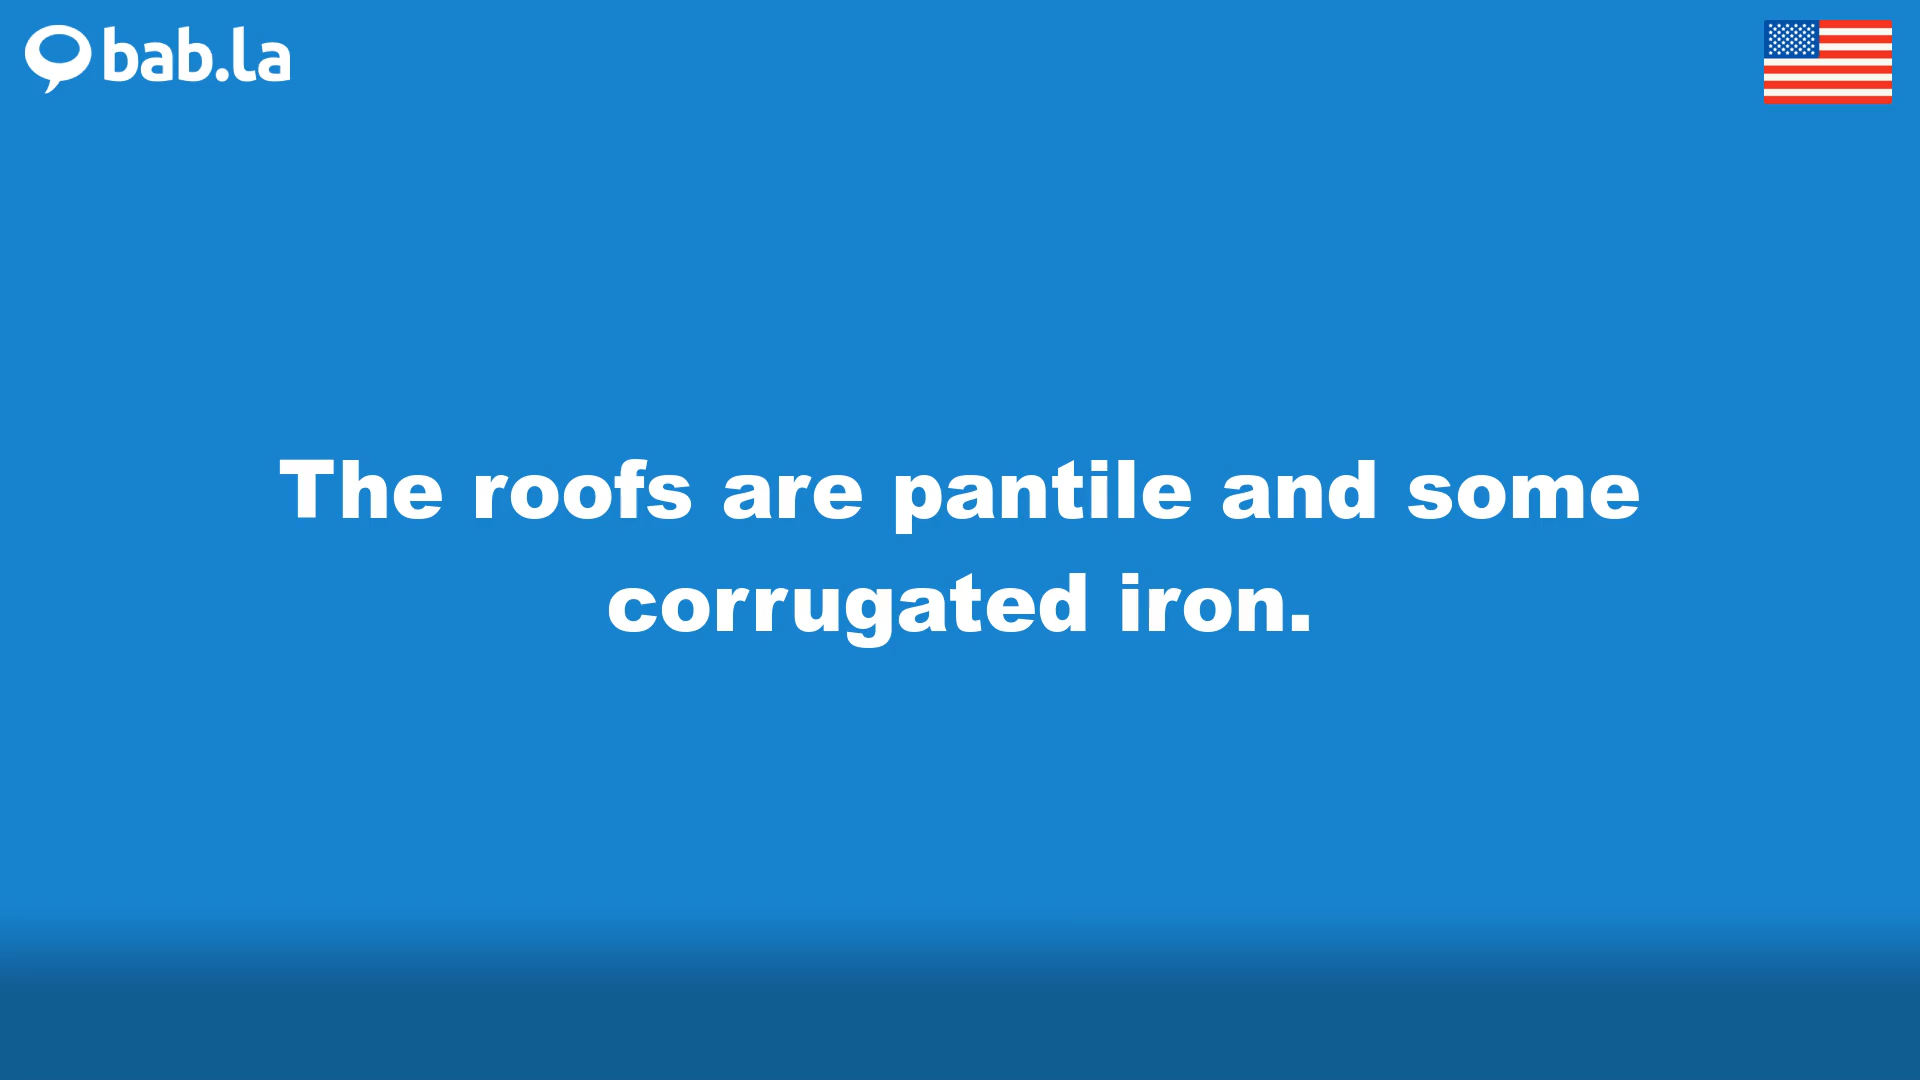 bab.la
The roofs are pantile and some
corrugated iron.